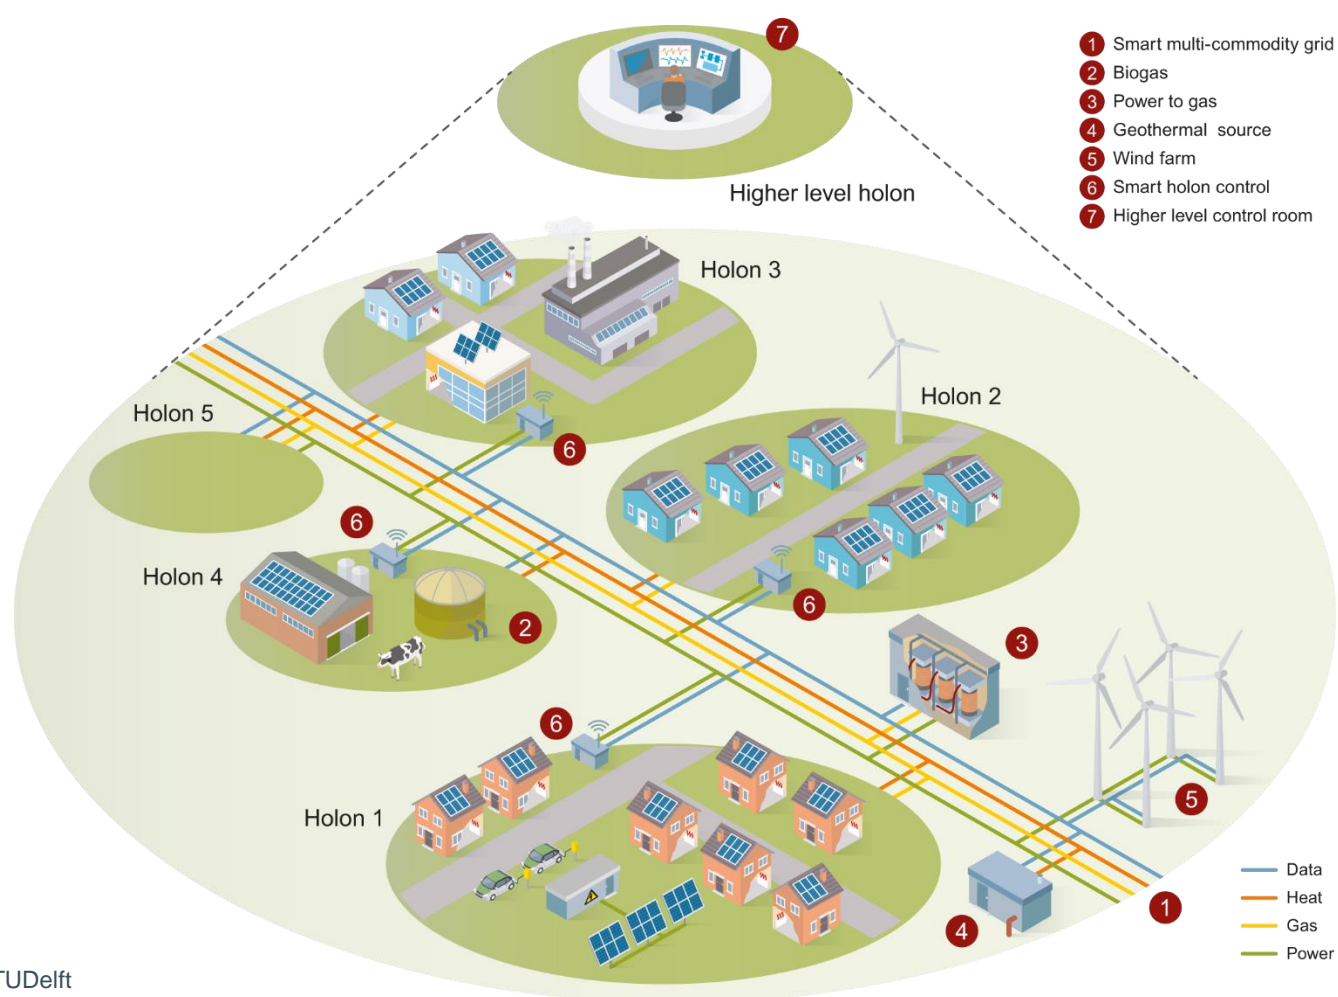 7
1 Smart multi-commodity grid
2 Biogas
3 Power to gas
4 Geothermal source
5 Wind farm
6 Smart holon control
7 Higher level control room
Higher level holon
Holon 3
Holon 2
Holon 5
6
6
Holon 4
6
2
3
6
5
Holon 1
Data
Heat
1
Gas
4
Power
TUDelft